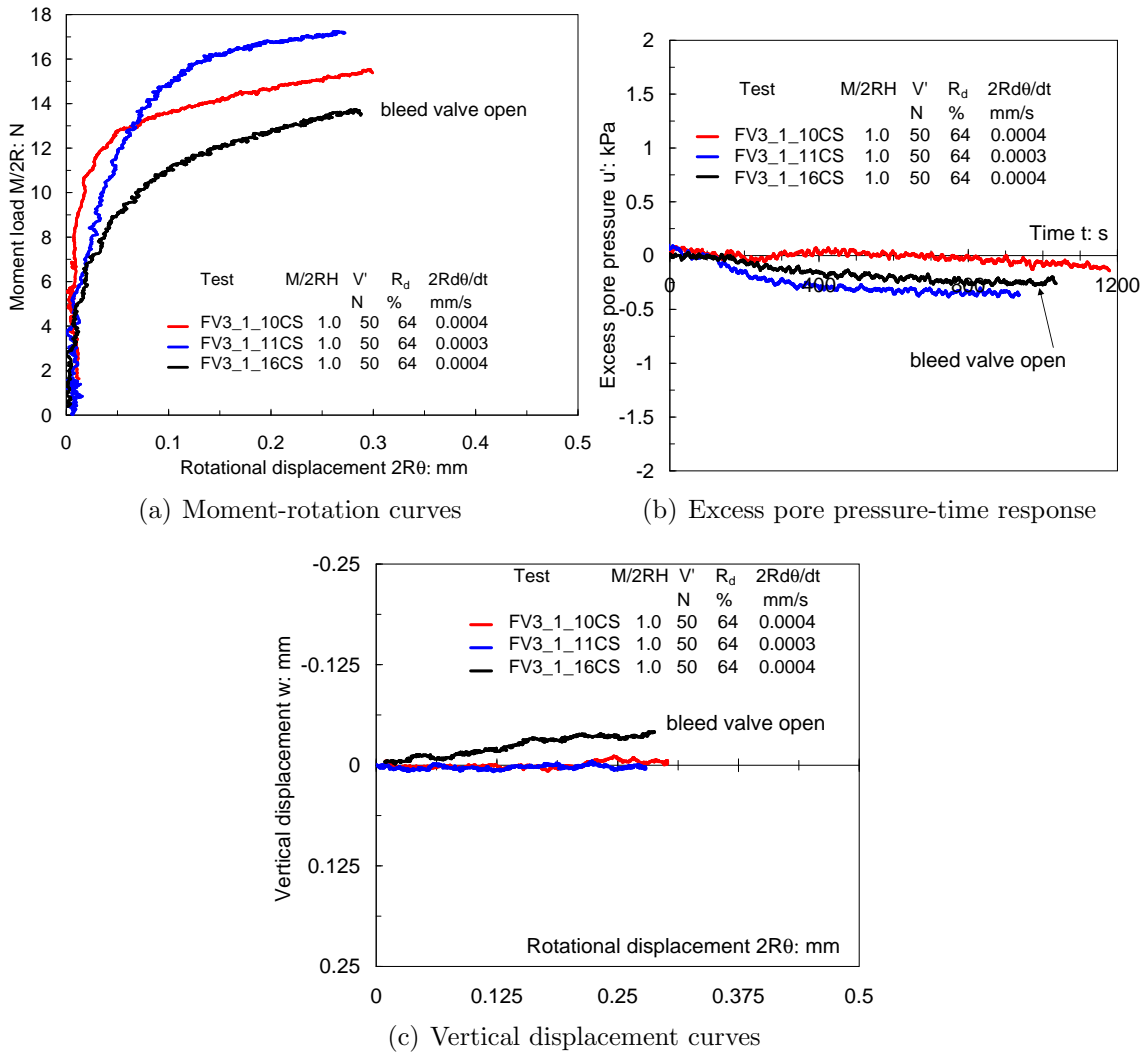 18
16
14
12
10
8
6
4
2
0
Moment load M/2R: N
bleed valve open
Test M/2RH V' Rd 2Rdθ/dt
N % mm/s
FV3_1_10CS 1.0 50 64 0.0004
FV3_1_11CS 1.0 50 64 0.0003
FV3_1_16CS 1.0 50 64 0.0004
0 0.1 0.2 0.3 0.4 0.5
Rotational displacement 2Rθ: mm
(a) Moment-rotation curves
2
1.5
1
0.5
0
-0.5
-1
-1.5
-2
Excess pore pressure u': kPa
Test M/2RH V' Rd 2Rdθ/dt
N % mm/s
FV3_1_10CS 1.0 50 64 0.0004
FV3_1_11CS 1.0 50 64 0.0003
FV3_1_16CS 1.0 50 64 0.0004
Time t: s
0 400 800 1200
bleed valve open
(b) Excess pore pressure-time response
-0.25
-0.125
0
0.125
0.25
Vertical displacement w: mm
Test M/2RH V' Rd 2Rdθ/dt
N % mm/s
FV3_1_10CS 1.0 50 64 0.0004
FV3_1_11CS 1.0 50 64 0.0003
FV3_1_16CS 1.0 50 64 0.0004
bleed valve open
Rotational displacement 2Rθ: mm
0 0.125 0.25 0.375 0.5
(c) Vertical displacement curves